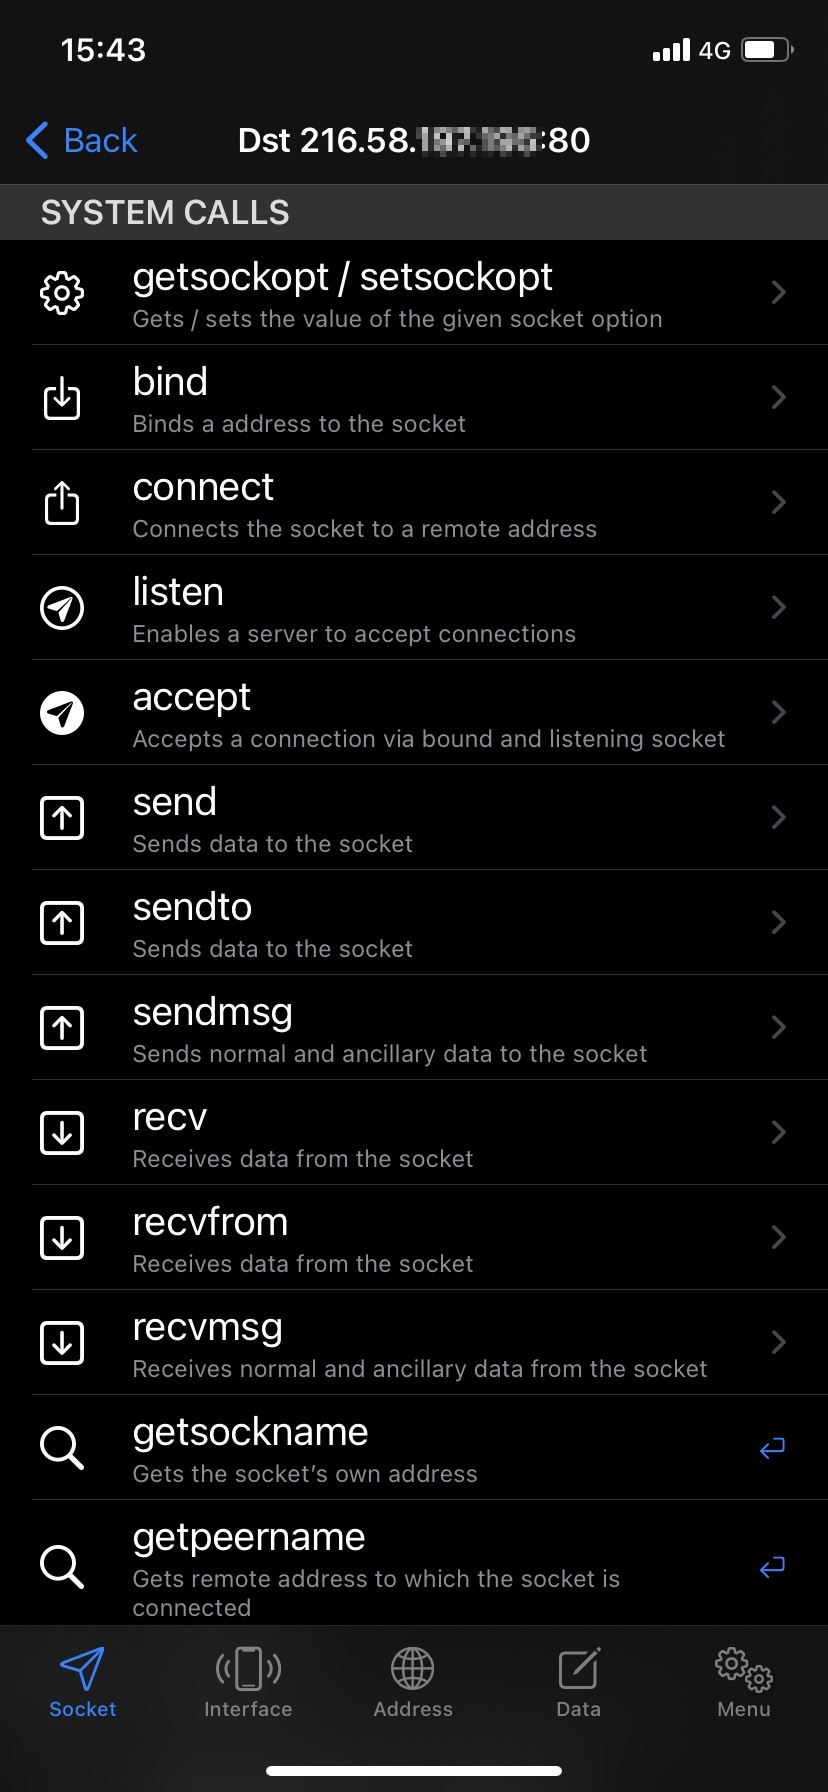 15:43
4G
Back
Dst 216.58. :80
SYSTEM CALLS
getsockopt / setsockopt
Gets / sets the value of the given socket option
bind
Binds a address to the socket
connect
Connects the socket to a remote address
listen
Enables a server to accept connections
accept
Accepts a connection via bound and listening socket
send
Sends data to the socket
sendto
Sends data to the socket
sendmsg
Sends normal and ancillary data to the socket
recv
Receives data from the socket
recvfrom
Receives data from the socket
recvmsg
Receives normal and ancillary data from the socket
getsockname
Gets the socket’s own address
getpeername
Gets remote address to which the socket is
connected
Socket
Interface
Address
Data
Menu